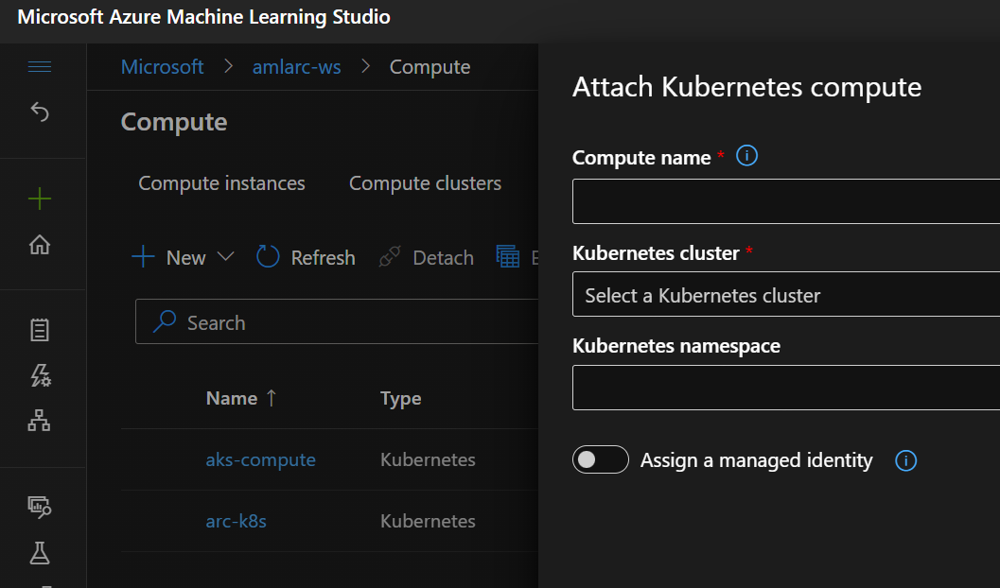 Microsoft Azure Machine Learning Studio
Microsoft > amlarc-ws > Compute
Compute
Compute instances Compute clusters
New Refresh Detach
Search
Name ↑ Type
aks-compute Kubernetes
arc-k8s Kubernetes
Attach Kubernetes compute
Compute name *
Kubernetes cluster *
Select a Kubernetes cluster
Kubernetes namespace
Assign a managed identity